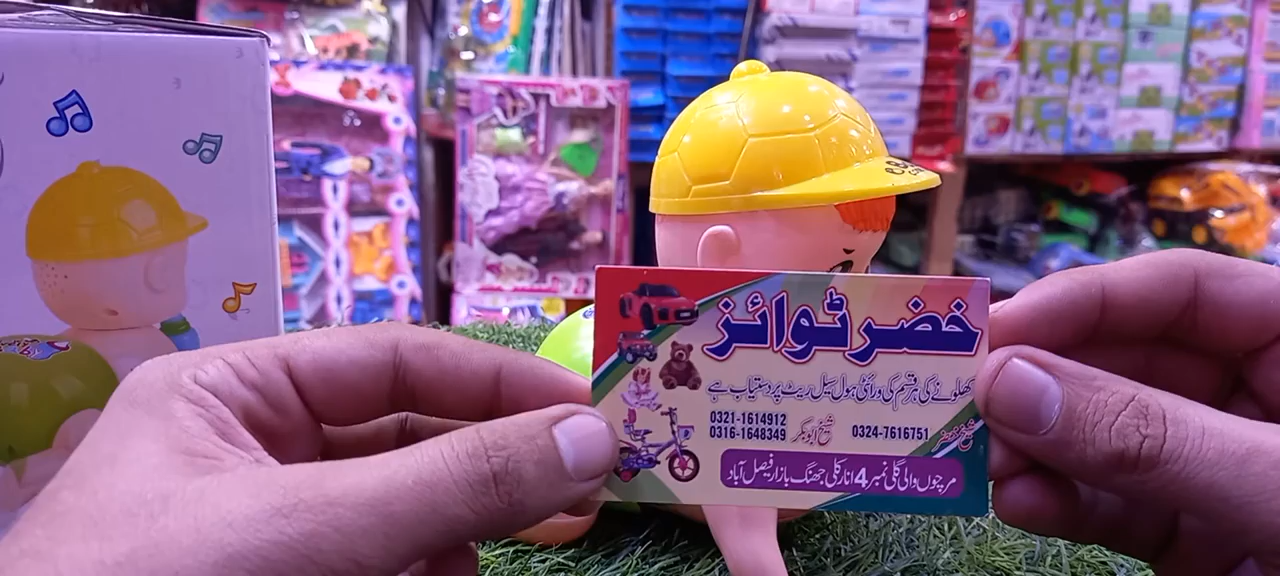 خضر ٹوائز
کھلونے کی ہر قسم کی ورائٹی ہول سیل ریٹ پر دستیاب ہے
شیخ خضر 0324-7616751 شیخ ابوبکر 0321-1614912
0316-1648349
مرچوں والی گلی نمبر 4 انارکلی جھنگ بازار فیصل آباد